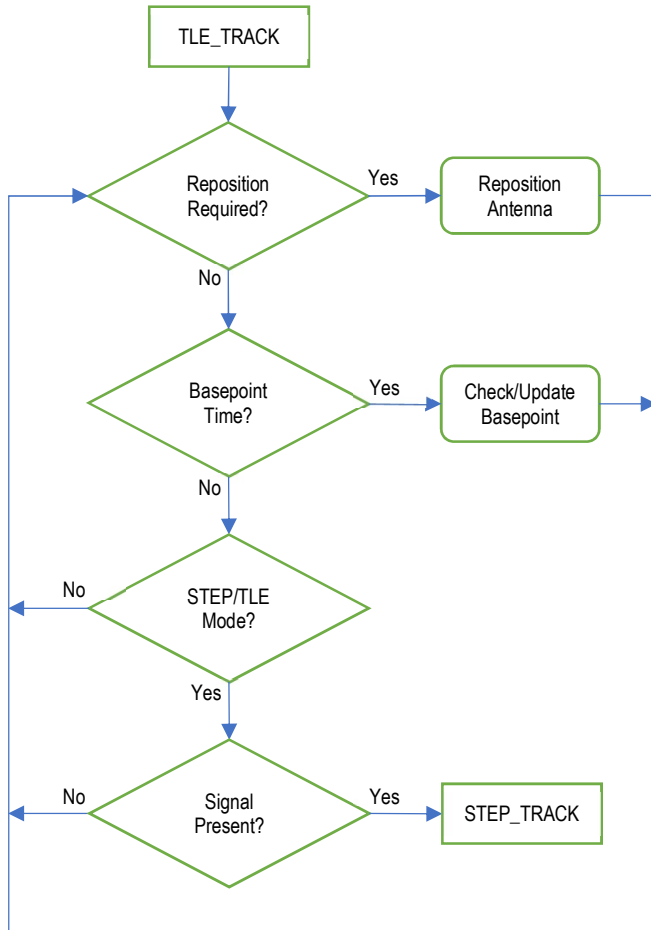 TLE_TRACK
Reposition
Required?
Yes
Reposition
Antenna
No
Basepoint
Time?
Yes
Check/Update
Basepoint
No
No
STEP/TLE
Mode?
Yes
No
Signal
Present?
Yes
STEP_TRACK